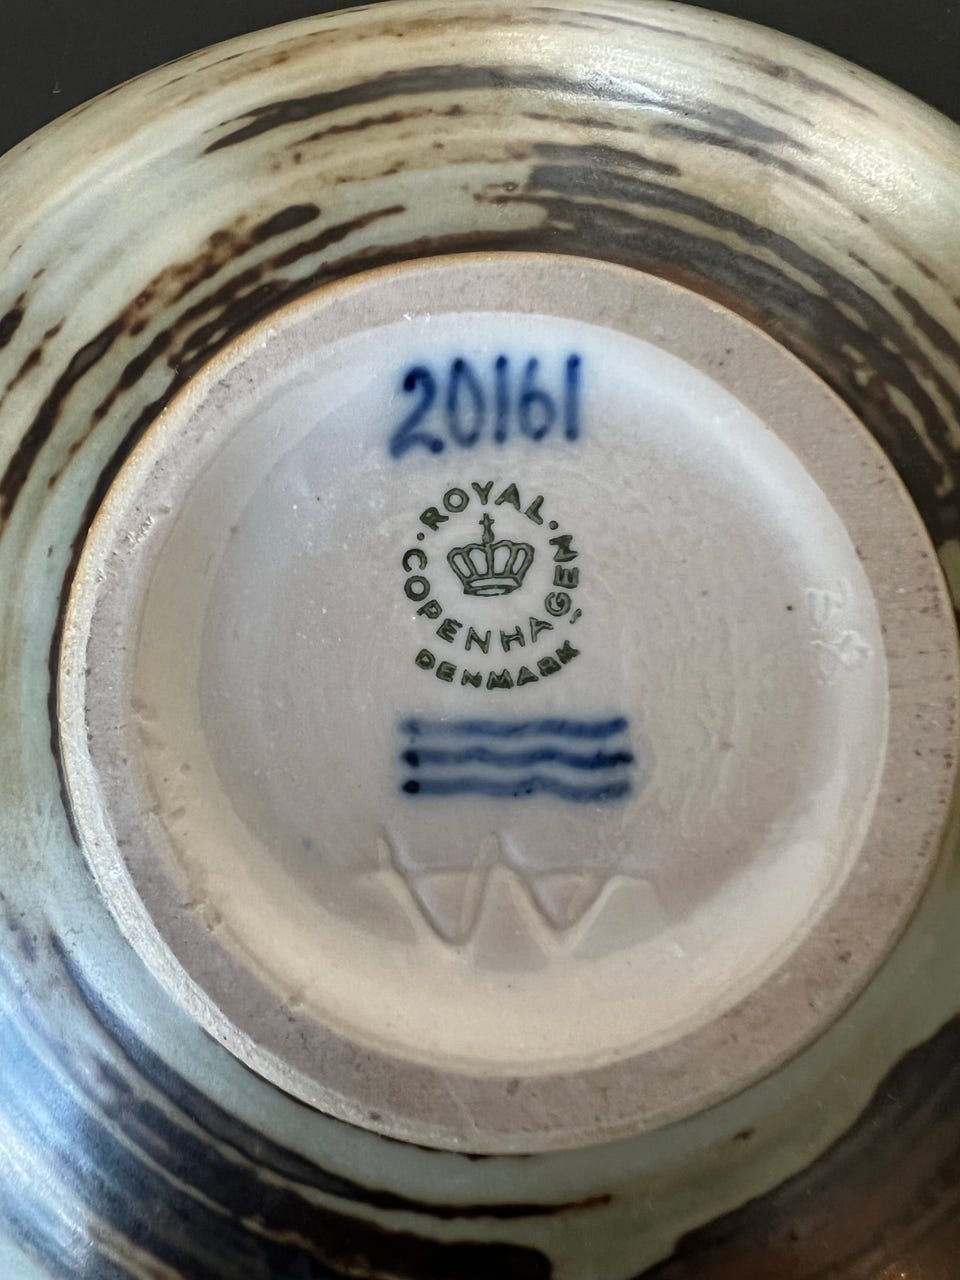 20161
ROYAL COPENHAGEN
DENMARK
W